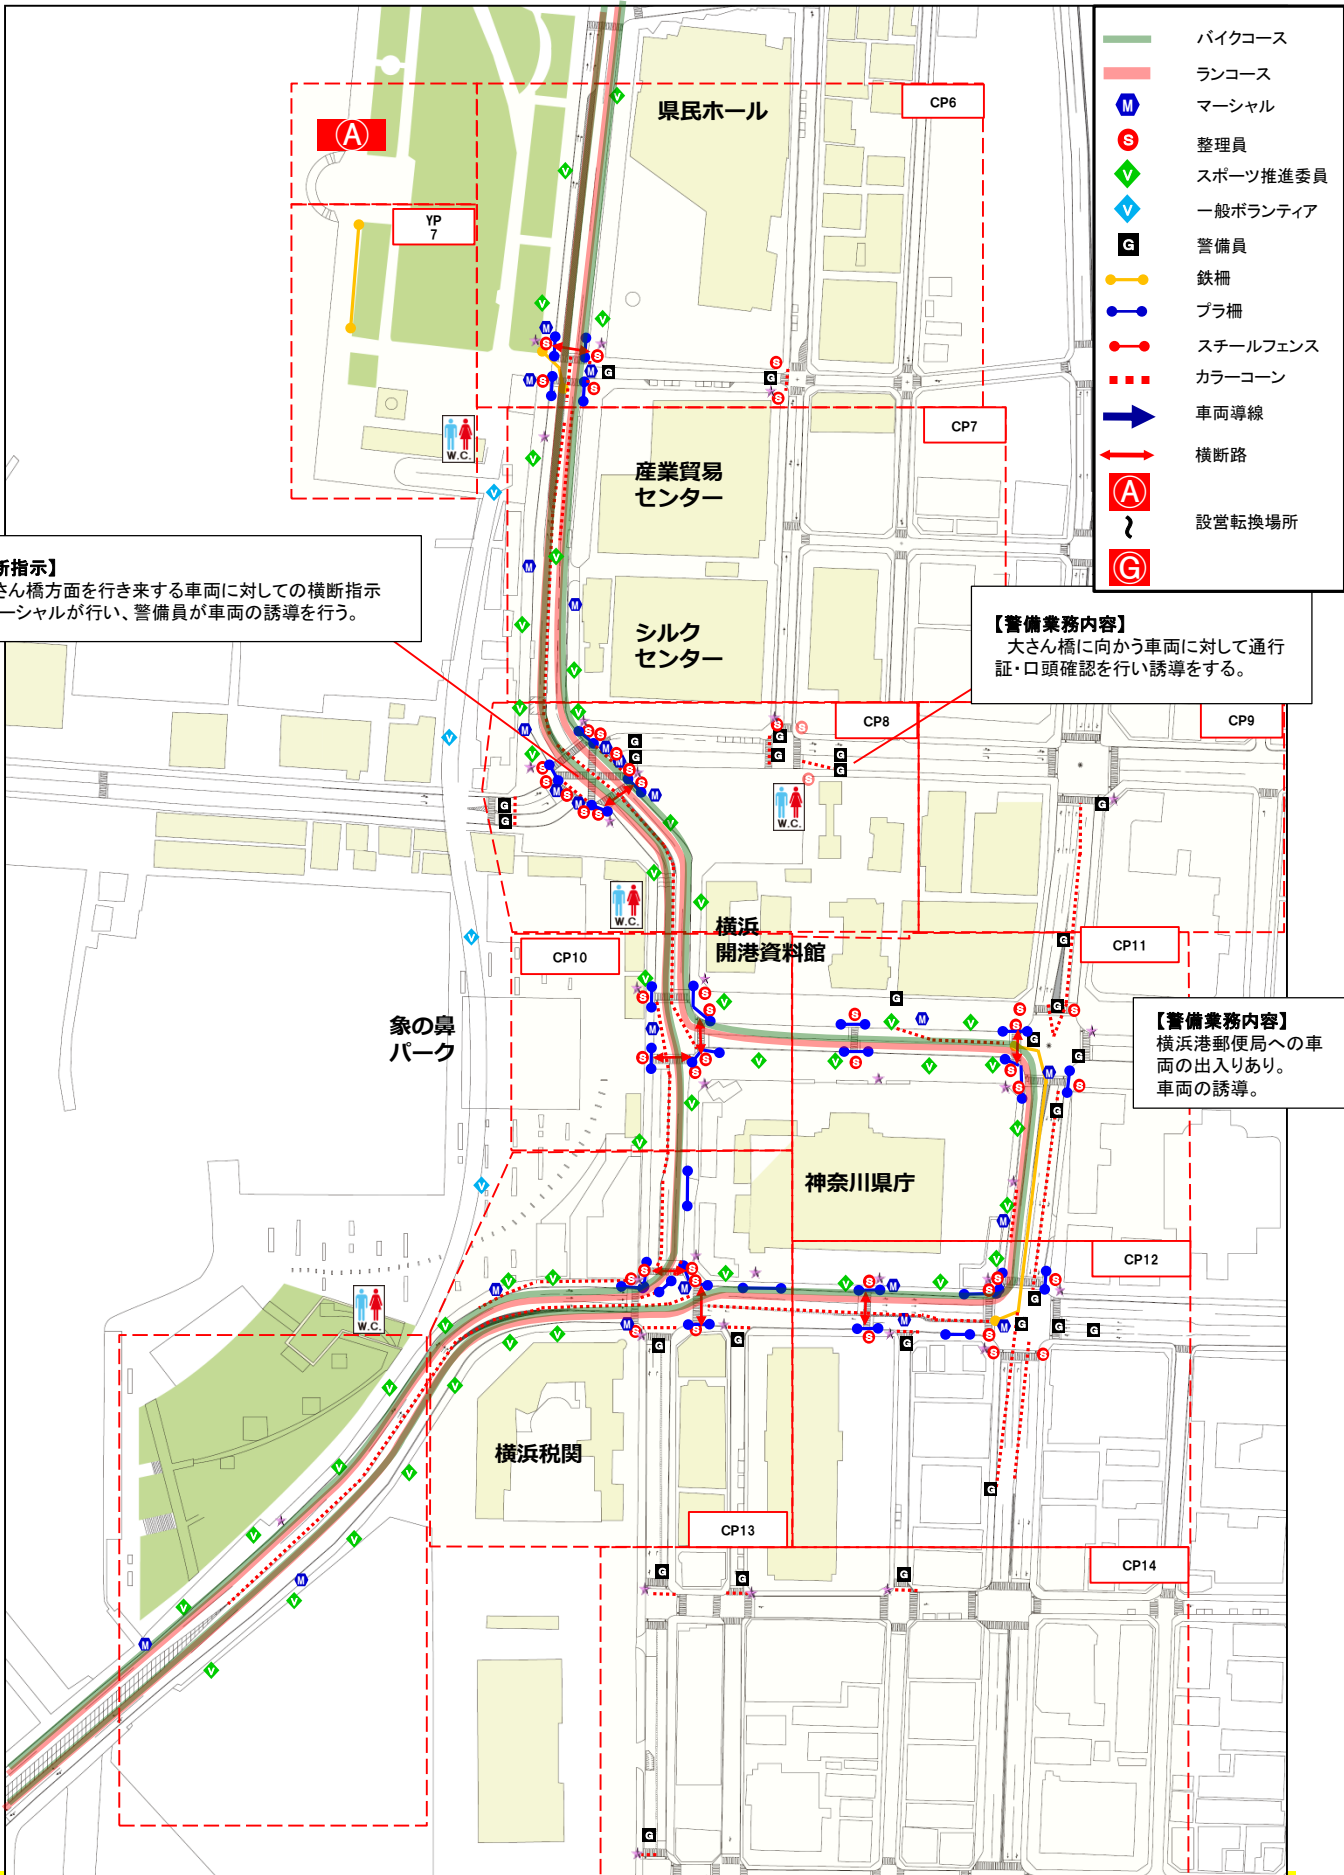 バイクコース
ランコース
M マーシャル
S 整理員
V スポーツ推進委員
V 一般ボランティア
G 警備員
鉄柵
プラ柵
スチールフェンス
カラーコーン
車両導線
横断路
A
〜 設営転換場所
G
県民ホール
CP6
A
YP
7
CP7
産業貿易
センター
W.C.
シルク
センター
断指示】
さん橋方面を行き来する車両に対しての横断指示
ーシャルが行い、警備員が車両の誘導を行う。
【警備業務内容】
大さん橋に向かう車両に対して通行
証・口頭確認を行い誘導をする。
CP8
CP9
W.C.
W.C.
横浜
開港資料館
CP10
CP11
象の鼻
パーク
【警備業務内容】
横浜港郵便局への車
両の出入りあり。
車両の誘導。
神奈川県庁
CP12
W.C.
横浜税関
CP13
CP14